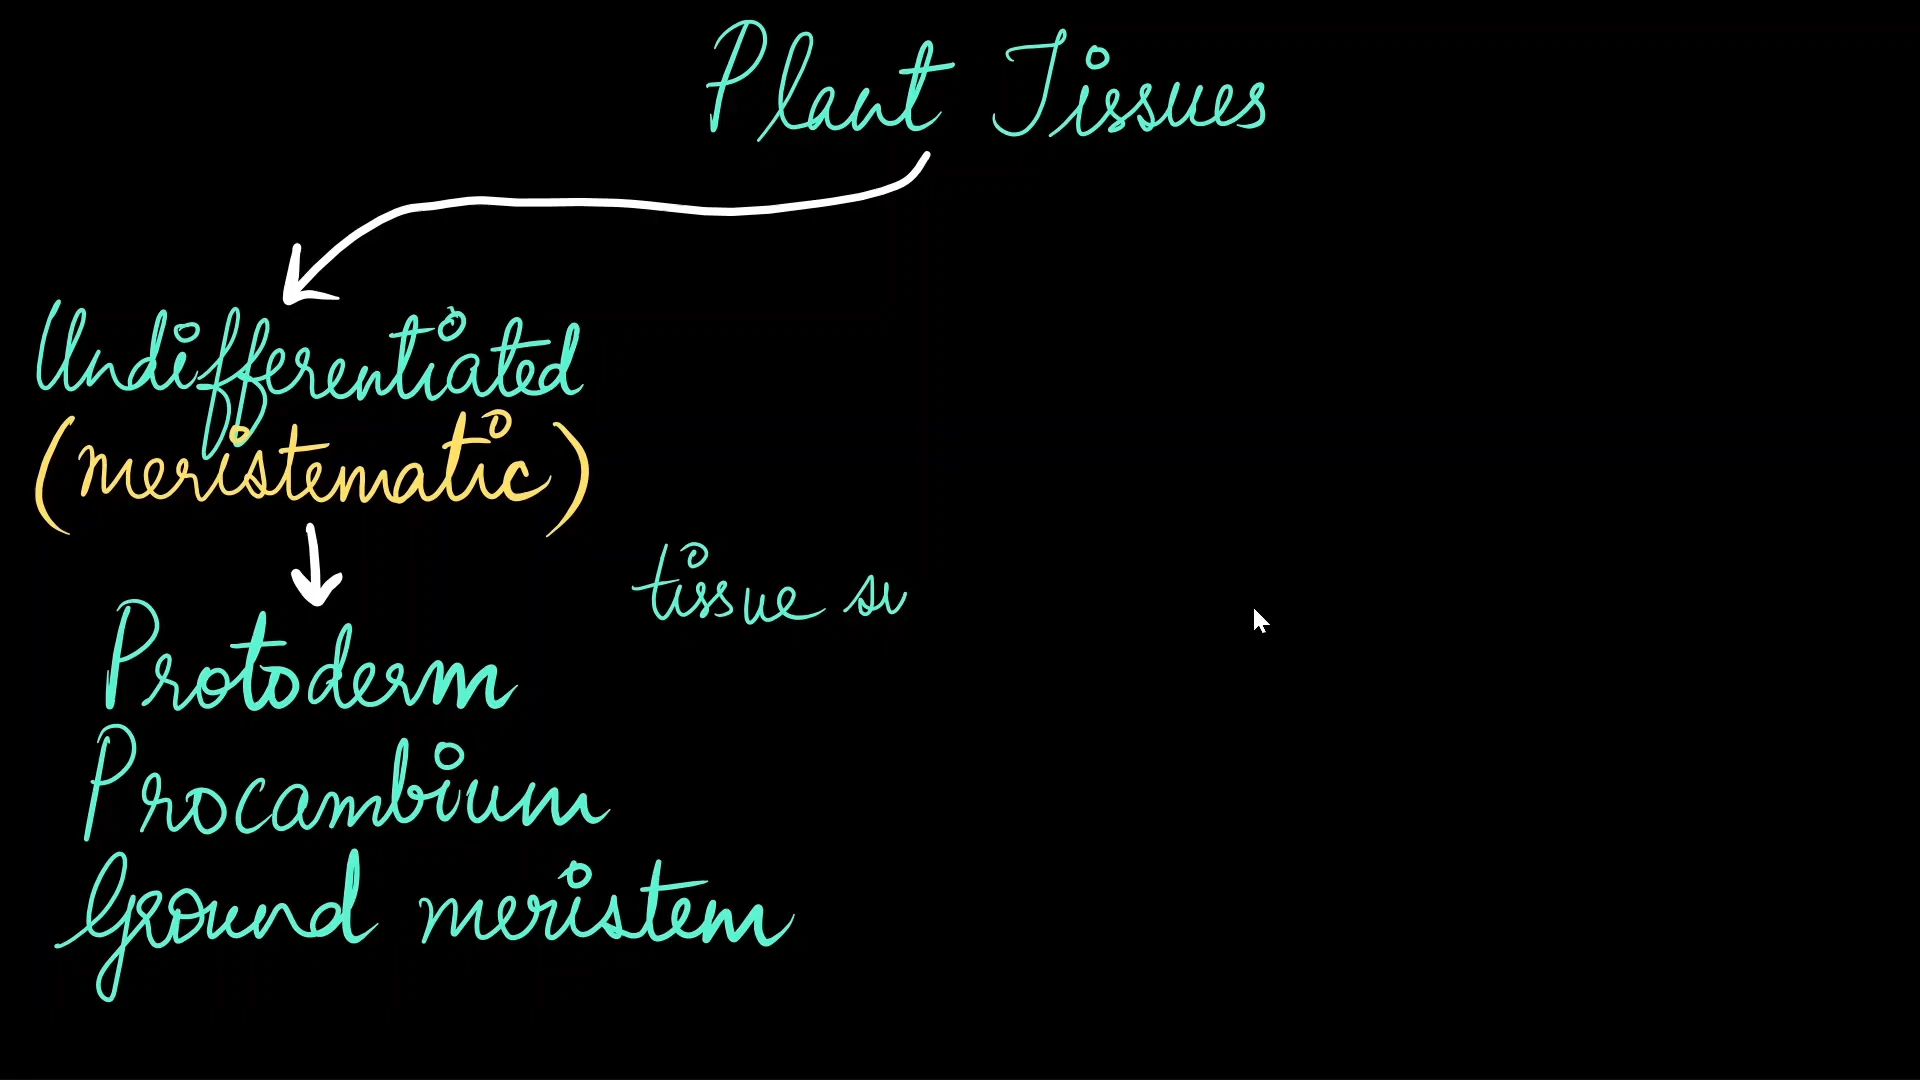 Plant Tissues
Undifferentiated
(meristematic)
tissue
Protoderm
Procambium
Ground meristem